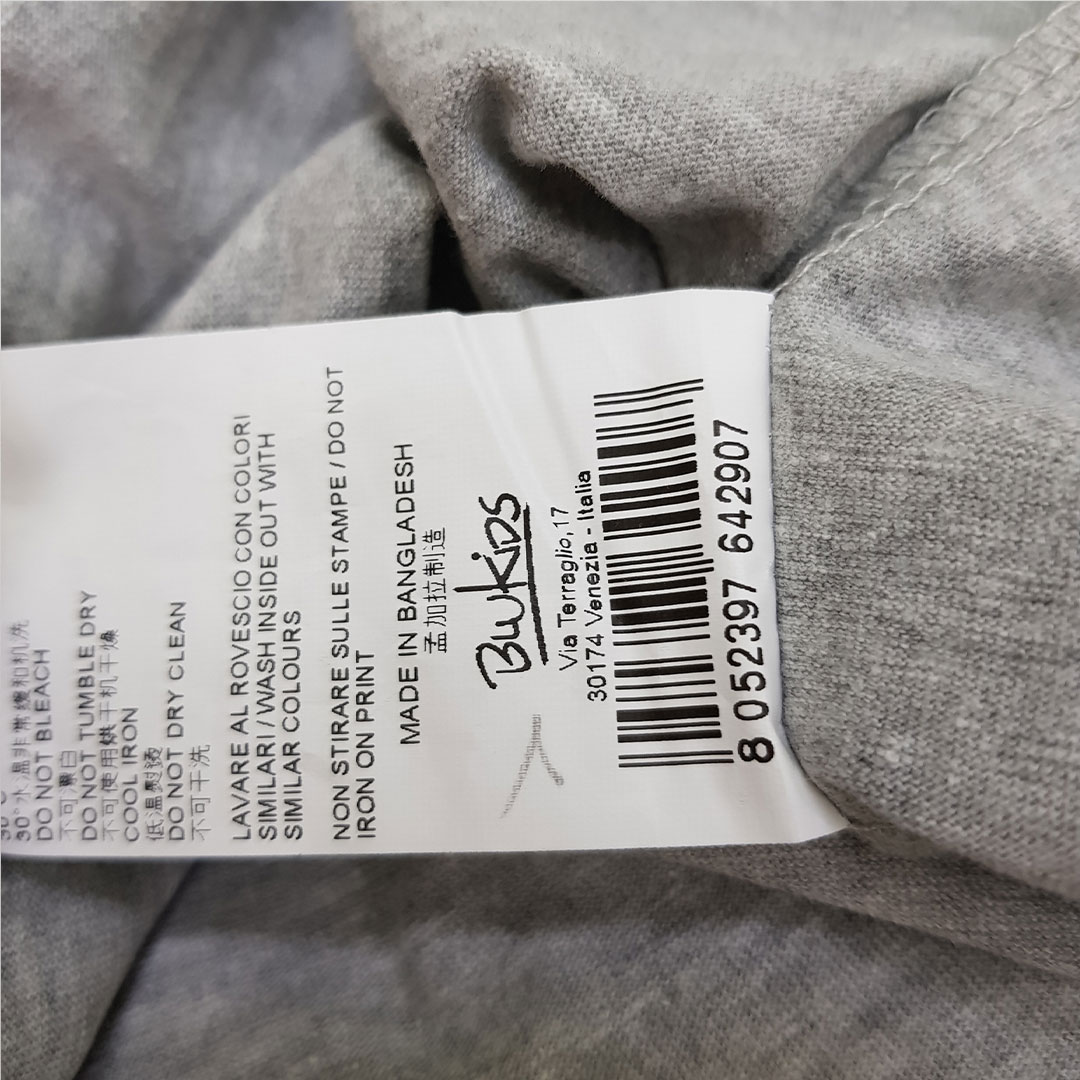 30°水温非常缓和机洗
DO NOT BLEACH
不可漂白
DO NOT TUMBLE DRY
不可使用烘干机干燥
COOL IRON
低温熨烫
DO NOT DRY CLEAN
不可干洗
LAVARE AL ROVESCIO CON COLORI
SIMILARI / WASH INSIDE OUT WITH
SIMILAR COLOURS
NON STIRARE SULLE STAMPE / DO NOT
IRON ON PRINT
MADE IN BANGLADESH
孟加拉制造
BWKiDS
Via Terraglio,17
30174 Venezia - Italia
8 052397 642907